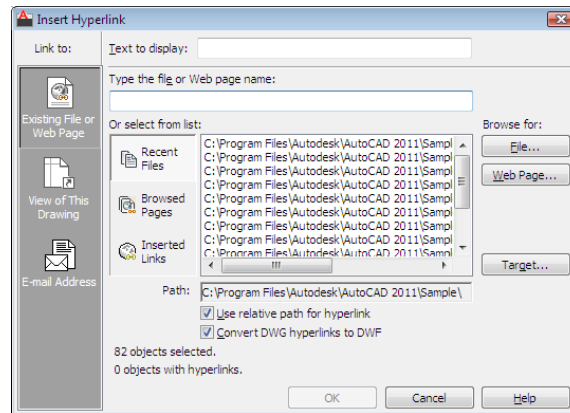 Insert Hyperlink
Link to:
Text to display:
Type the file or Web page name:
Existing File or
Web Page
Or select from list:
Browse for:
Recent
Files
C:\Program Files\Autodesk\AutoCAD 2011\Sampl
C:\Program Files\Autodesk\AutoCAD 2011\Sampl
C:\Program Files\Autodesk\AutoCAD 2011\Sampl
C:\Program Files\Autodesk\AutoCAD 2011\Sampl
C:\Program Files\Autodesk\AutoCAD 2011\Sampl
C:\Program Files\Autodesk\AutoCAD 2011\Sampl
C:\Program Files\Autodesk\AutoCAD 2011\Sampl
C:\Program Files\Autodesk\AutoCAD 2011\Sampl
C:\Program Files\Autodesk\AutoCAD 2011\Sampl
C:\Program Files\Autodesk\AutoCAD 2011\Sampl
File...
Web Page...
View of This
Drawing
Browsed
Pages
Inserted
Links
Target...
E-mail Address
Path:
C:\Program Files\Autodesk\AutoCAD 2011\Sample\
Use relative path for hyperlink
Convert DWG hyperlinks to DWF
82 objects selected.
0 objects with hyperlinks.
OK
Cancel
Help